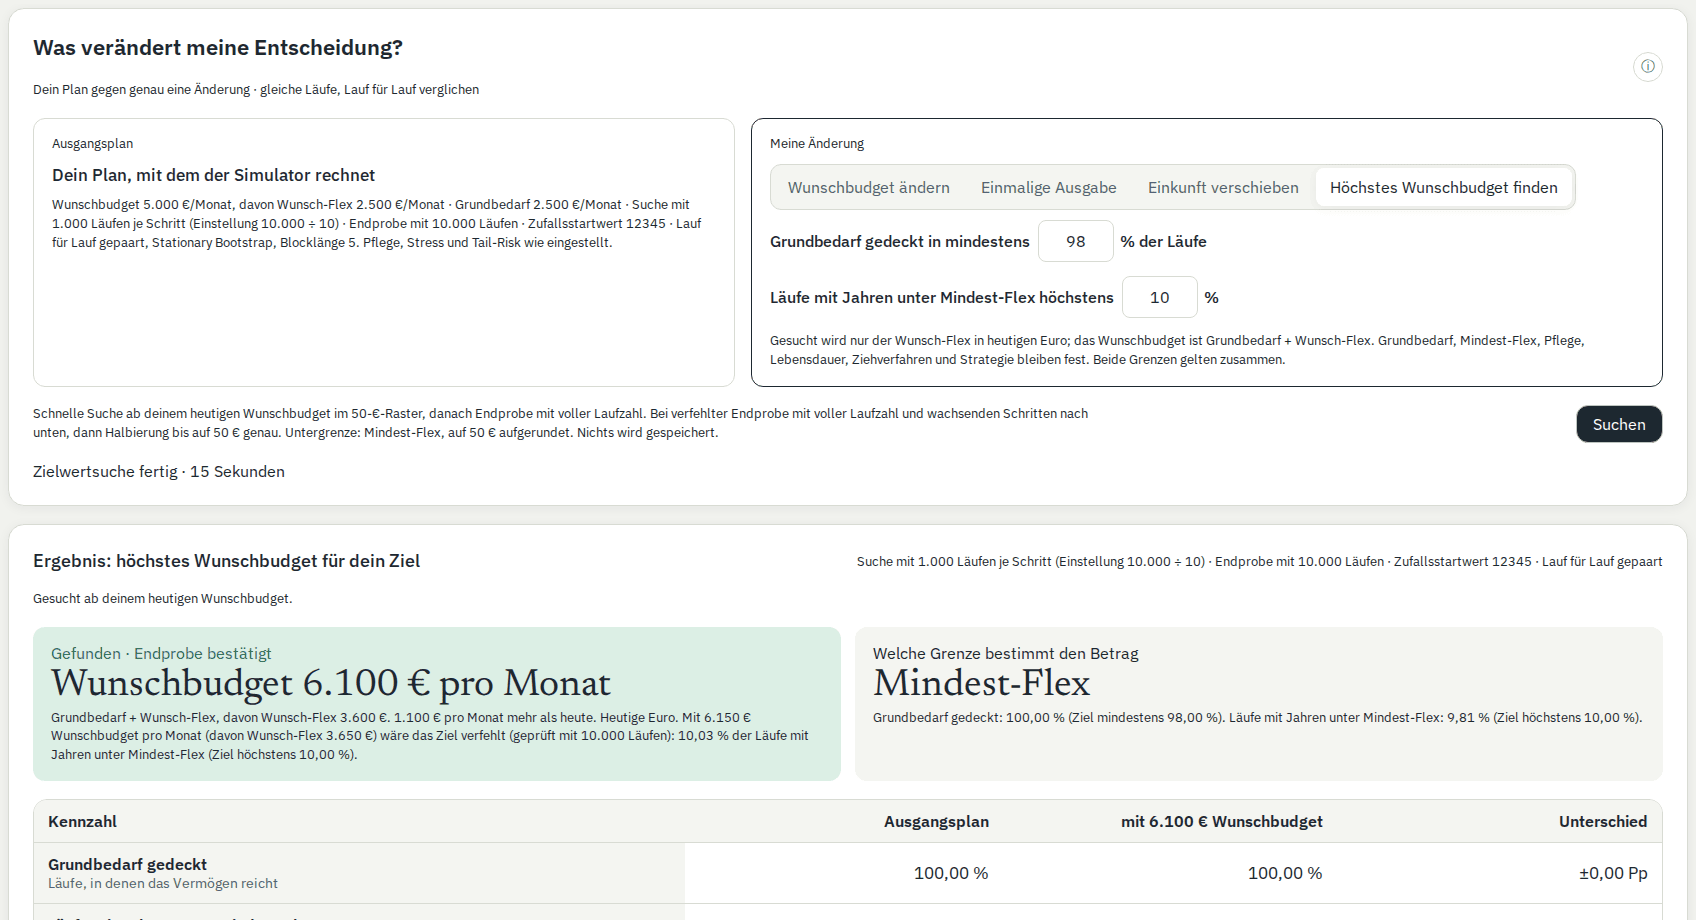 Was verändert meine Entscheidung?
ⓘ
Dein Plan gegen genau eine Änderung · gleiche Läufe, Lauf für Lauf verglichen
Ausgangsplan
Dein Plan, mit dem der Simulator rechnet
Wunschbudget 5.000 €/Monat, davon Wunsch-Flex 2.500 €/Monat · Grundbedarf 2.500 €/Monat · Suche mit
1.000 Läufen je Schritt (Einstellung 10.000 ÷ 10) · Endprobe mit 10.000 Läufen · Zufallsstartwert 12345 · Lauf
für Lauf gepaart, Stationary Bootstrap, Blocklänge 5. Pflege, Stress und Tail-Risk wie eingestellt.
Meine Änderung
Wunschbudget ändern Einmalige Ausgabe Einkunft verschieben Höchstes Wunschbudget finden
Grundbedarf gedeckt in mindestens 98 % der Läufe
Läufe mit Jahren unter Mindest-Flex höchstens 10 %
Gesucht wird nur der Wunsch-Flex in heutigen Euro; das Wunschbudget ist Grundbedarf + Wunsch-Flex. Grundbedarf, Mindest-Flex, Pflege,
Lebensdauer, Ziehverfahren und Strategie bleiben fest. Beide Grenzen gelten zusammen.
Schnelle Suche ab deinem heutigen Wunschbudget im 50-€-Raster, danach Endprobe mit voller Laufzahl. Bei verfehlter Endprobe mit voller Laufzahl und wachsenden Schritten nach
unten, dann Halbierung bis auf 50 € genau. Untergrenze: Mindest-Flex, auf 50 € aufgerundet. Nichts wird gespeichert.
Suchen
Zielwertsuche fertig · 15 Sekunden
Ergebnis: höchstes Wunschbudget für dein Ziel
Suche mit 1.000 Läufen je Schritt (Einstellung 10.000 ÷ 10) · Endprobe mit 10.000 Läufen · Zufallsstartwert 12345 · Lauf für Lauf gepaart
Gesucht ab deinem heutigen Wunschbudget.
Gefunden · Endprobe bestätigt
Wunschbudget 6.100 € pro Monat
Grundbedarf + Wunsch-Flex, davon Wunsch-Flex 3.600 €. 1.100 € pro Monat mehr als heute. Heutige Euro. Mit 6.150 €
Wunschbudget pro Monat (davon Wunsch-Flex 3.650 €) wäre das Ziel verfehlt (geprüft mit 10.000 Läufen): 10,03 % der Läufe mit
Jahren unter Mindest-Flex (Ziel höchstens 10,00 %).
Welche Grenze bestimmt den Betrag
Mindest-Flex
Grundbedarf gedeckt: 100,00 % (Ziel mindestens 98,00 %). Läufe mit Jahren unter Mindest-Flex: 9,81 % (Ziel höchstens 10,00 %).
Kennzahl Ausgangsplan mit 6.100 € Wunschbudget Unterschied
Grundbedarf gedeckt 100,00 % 100,00 % ±0,00 Pp
Läufe, in denen das Vermögen reicht